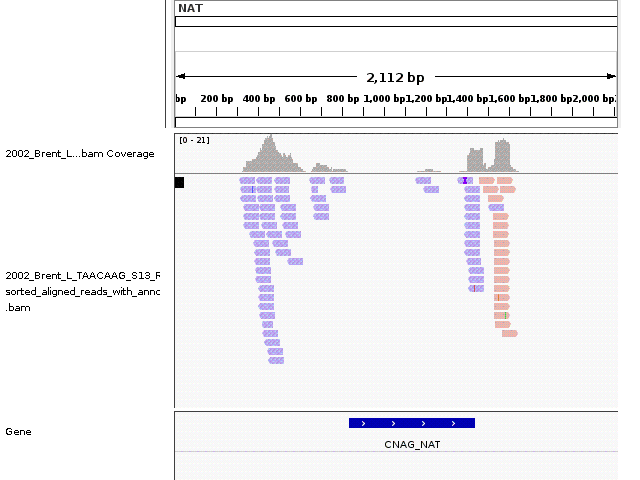 NAT
2,112 bp
bp 200 bp 400 bp 600 bp 800 bp 1,000 bp 1,200 bp 1,400 bp 1,600 bp 1,800 bp 2,000 bp
[0 - 21]
2002_Brent_L...bam Coverage
2002_Brent_L_TAACAAG_S13_R
sorted_aligned_reads_with_annc
.bam
Gene
CNAG_NAT